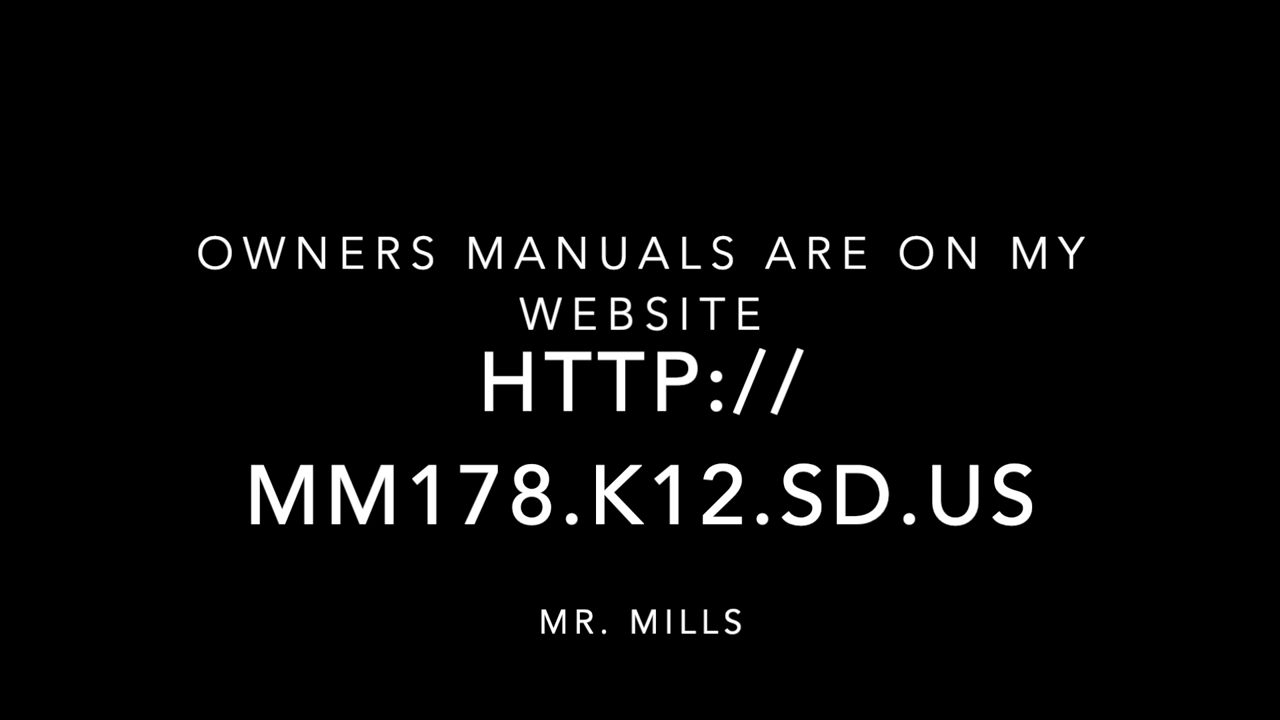 OWNERS MANUALS ARE ON MY
WEBSITE
HTTP://
MM178.K12.SD.US
MR. MILLS